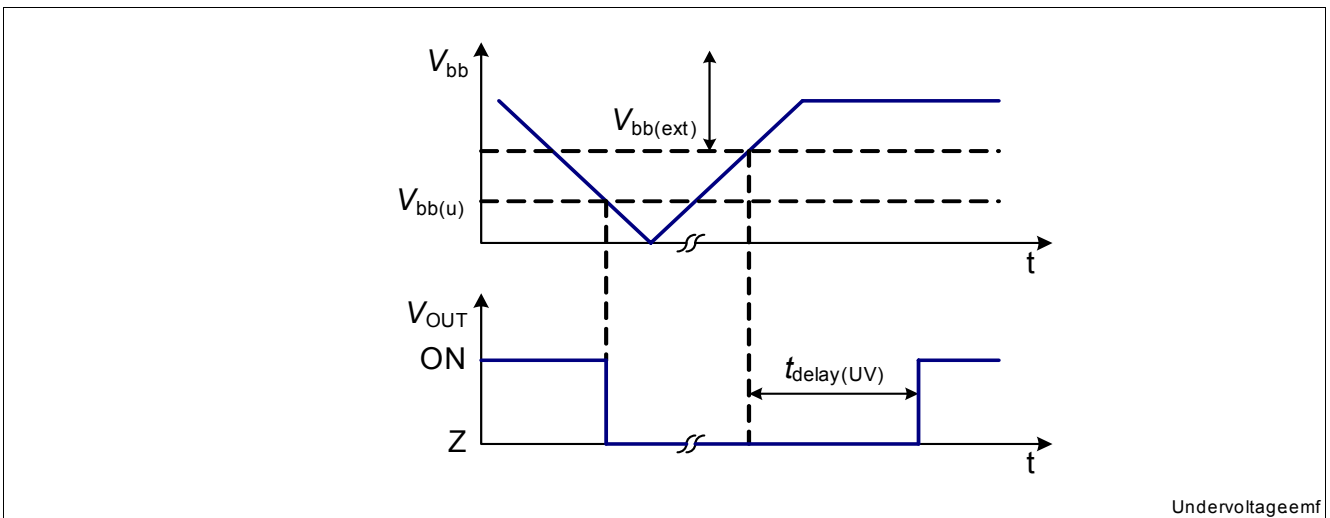 Vbb
Vbb(ext)
Vbb(u)
t
VOUT
ON
tdelay(UV)
Z
t
Undervoltageemf